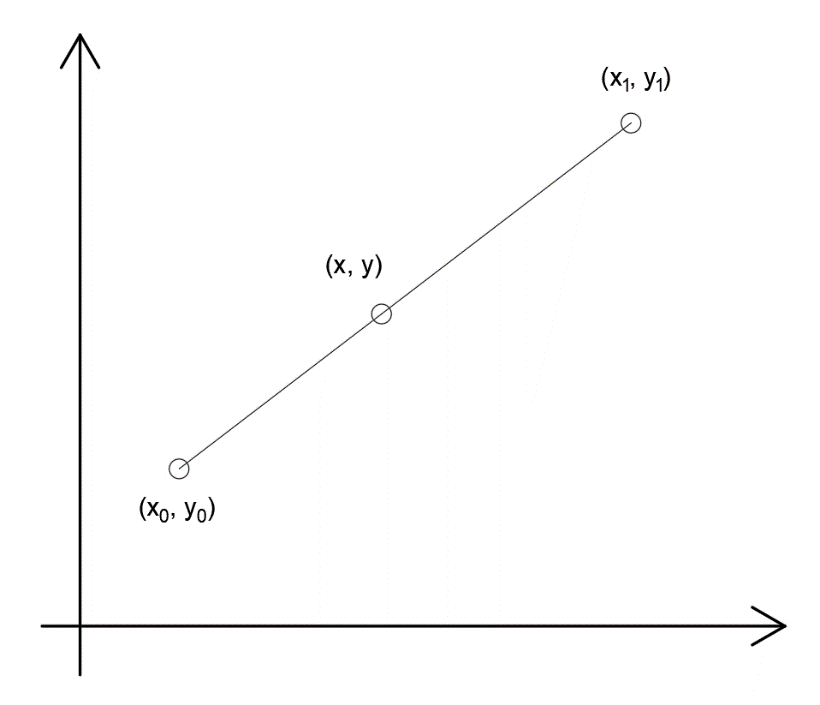 (x₁, y₁)
(x, y)
(x₀, y₀)